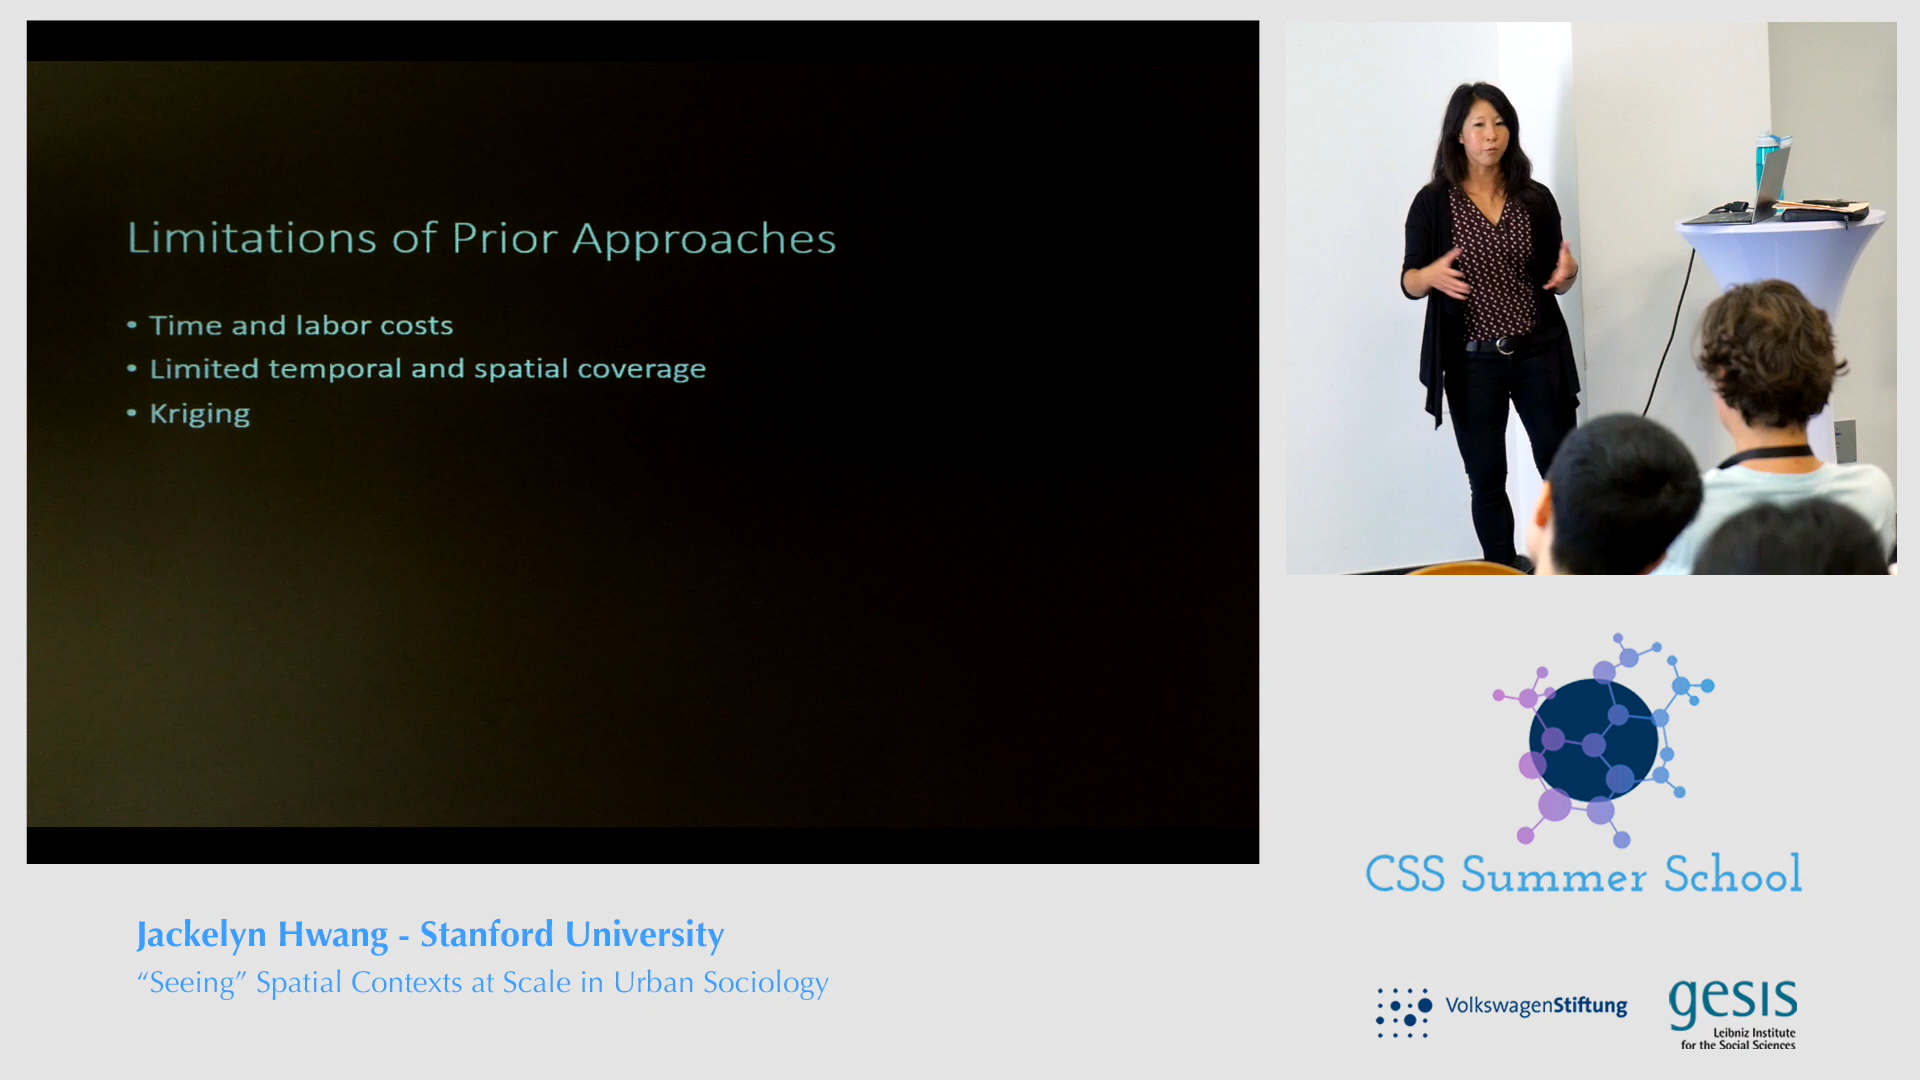 Limitations of Prior Approaches
• Time and labor costs
• Limited temporal and spatial coverage
• Kriging
Jackelyn Hwang - Stanford University
“Seeing” Spatial Contexts at Scale in Urban Sociology
CSS Summer School
VolkswagenStiftung
gesis
Leibniz Institute
for the Social Sciences